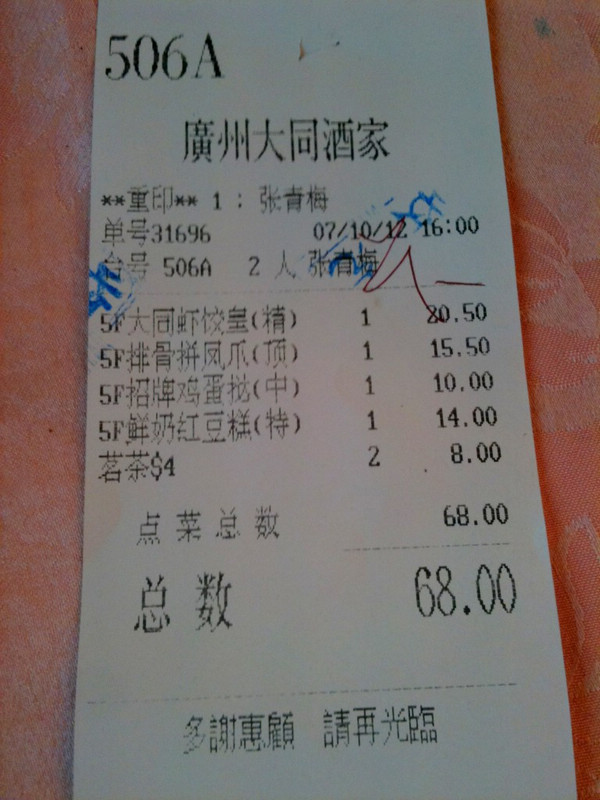 506A
廣州大同酒家
**重印** 1 : 张青梅
单号31696 07/10/12 16:00
台号 506A 2 人 张青梅
5F大同虾饺皇(精) 1 20.50
5F排骨拼凤爪(顶) 1 15.50
5F招牌鸡蛋挞(中) 1 10.00
5F鲜奶红豆糕(特) 1 14.00
茗茶$4 2 8.00
点菜总数 68.00
总数 68.00
多謝惠顧 請再光臨